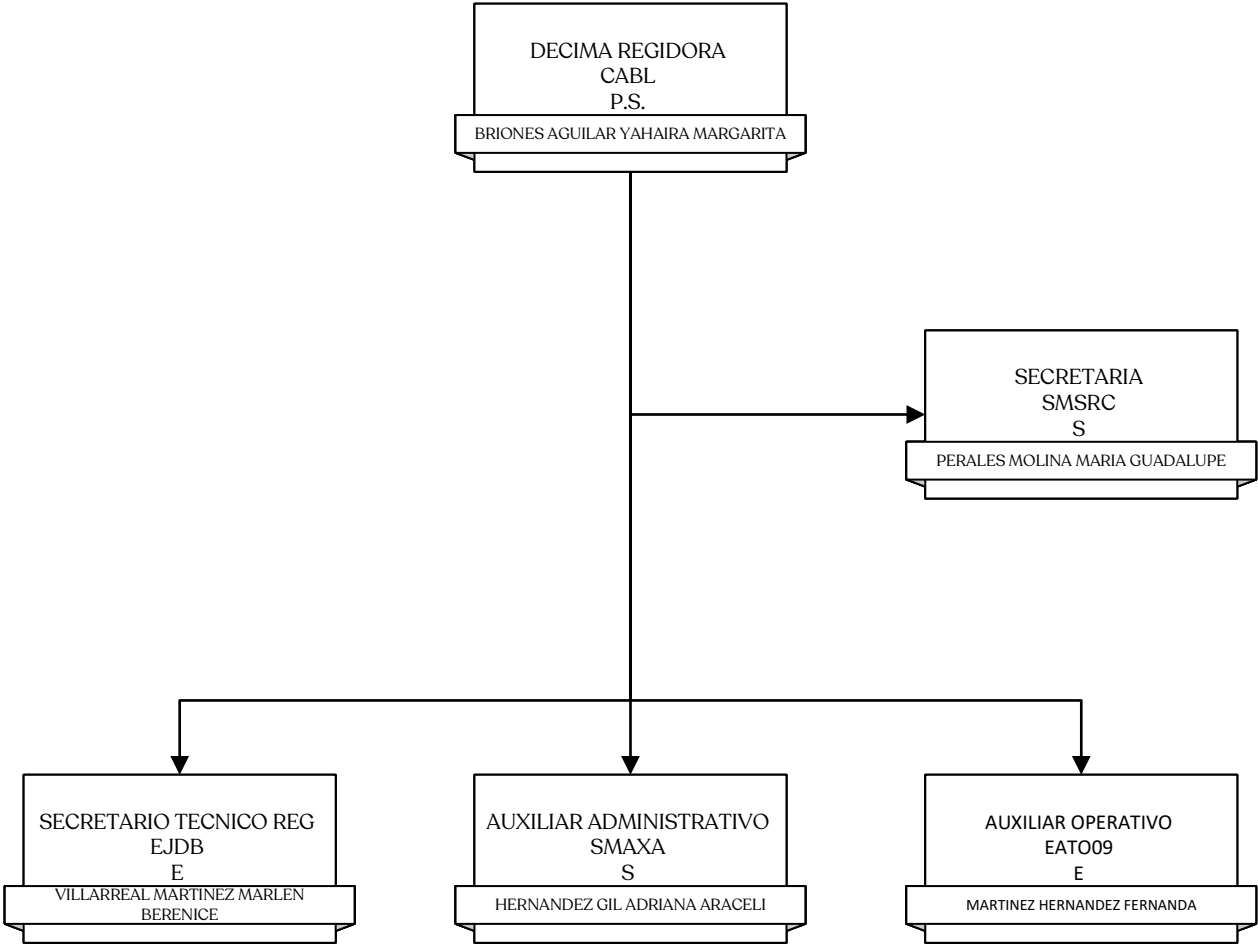 DECIMA REGIDORA
CABL
P.S.
BRIONES AGUILAR YAHAIRA MARGARITA
SECRETARIA
SMSRC
S
PERALES MOLINA MARIA GUADALUPE
SECRETARIO TECNICO REG
EJDB
E
VILLARREAL MARTINEZ MARLEN
BERENICE
AUXILIAR ADMINISTRATIVO
SMAXA
S
HERNANDEZ GIL ADRIANA ARACELI
AUXILIAR OPERATIVO
EATO09
E
MARTINEZ HERNANDEZ FERNANDA